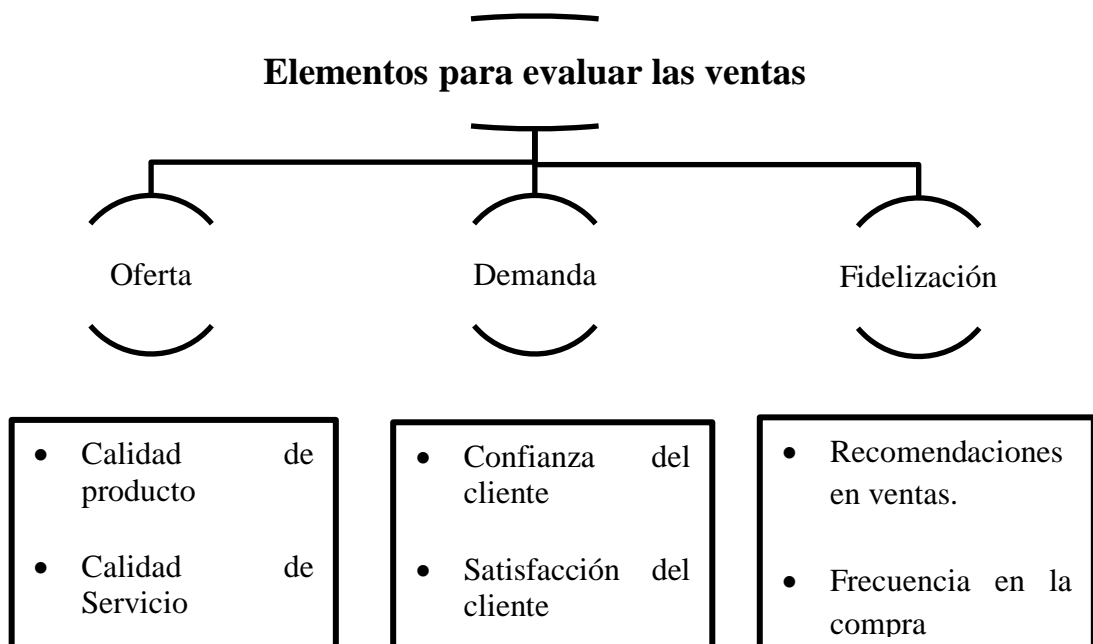 Elementos para evaluar las ventas
Oferta
Demanda
Fidelización
• Calidad de
producto
• Calidad de
Servicio
• Confianza del
cliente
• Satisfacción del
cliente
• Recomendaciones
en ventas.
• Frecuencia en la
compra